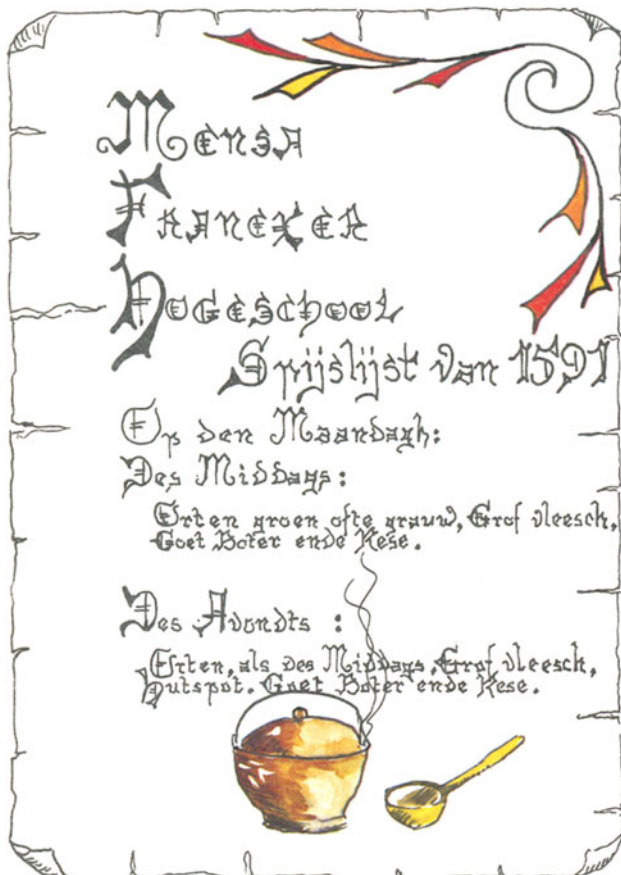 Mensa
Franeker
Hogeschool
Spijslijst van 1591
Op den Maandagh:
Des Middags:
Erten groen ofte grauw, Grof vleesch,
Goet Boter ende Kese.
Des Avondts :
Erten, als des Middags, Grof vleesch,
Hutspot. Goet Boter ende Kese.